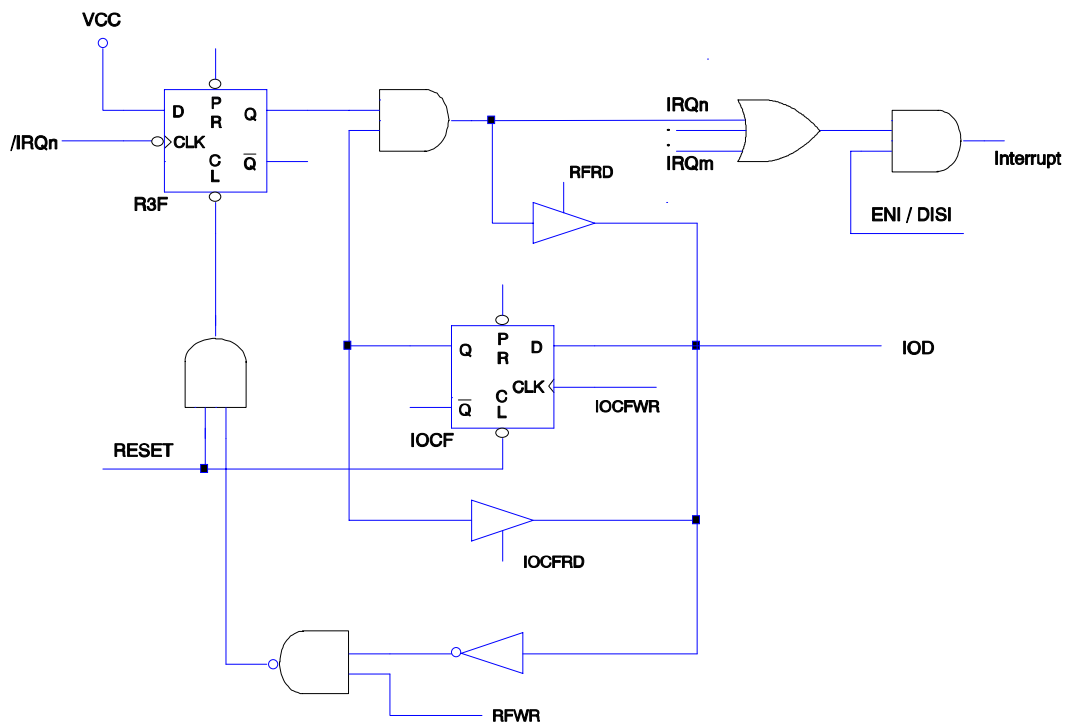 VCC
D
P
R
Q
/IRQn
CLK
C
L
Q
R3F
IRQn
:
IRQm
Interrupt
RFRD
ENI / DISI
Q
P
R
D
IOD
CLK
C
L
Q
IOCFWR
IOCF
RESET
IOCFRD
RFWR